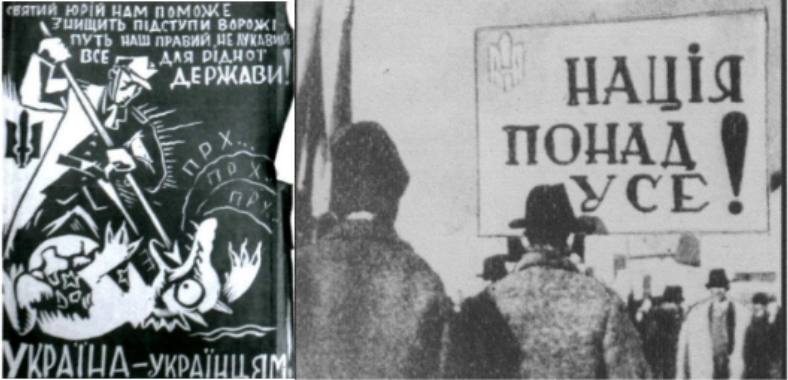 СВЯТИЙ ЮРІЙ НАМ ПОМОЖЕ
ЗНИЩИТЬ ПІДСТУПИ ВОРОЖІ
ПУТЬ НАШ ПРАВИЙ, НЕ ЛУКАВИЙ
ВСЕ ДЛЯ РІДНОЇ
ДЕРЖАВИ!
ПРХ...
ПРХ..
ПРХ
УКРАЇНА-УКРАЇНЦЯМ
НАЦІЯ
ПОНАД
УСЕ!